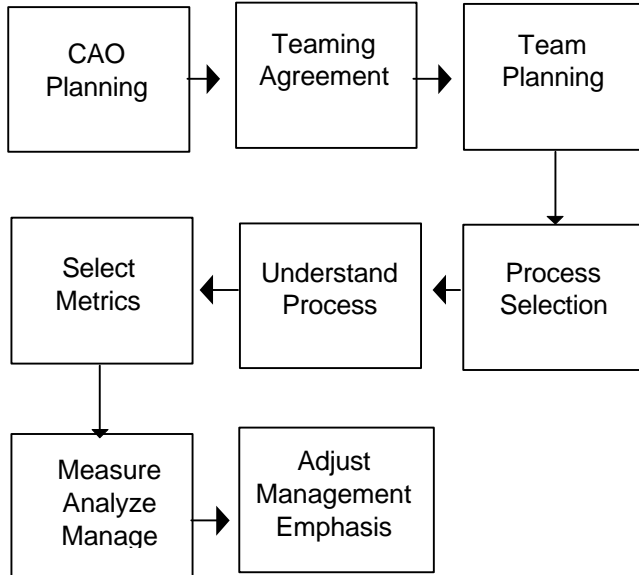 CAO
Planning
Teaming
Agreement
Team
Planning
Select
Metrics
Understand
Process
Process
Selection
Measure
Analyze
Manage
Adjust
Management
Emphasis